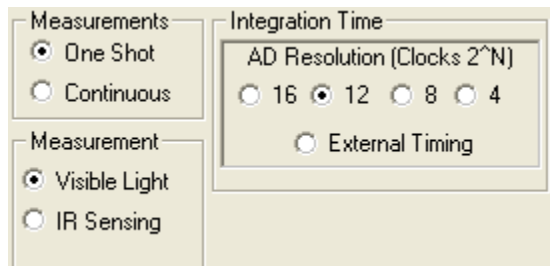 Measurements
One Shot
Continuous
Measurement
Visible Light
IR Sensing
Integration Time
AD Resolution (Clocks 2^N)
16 12 8 4
External Timing